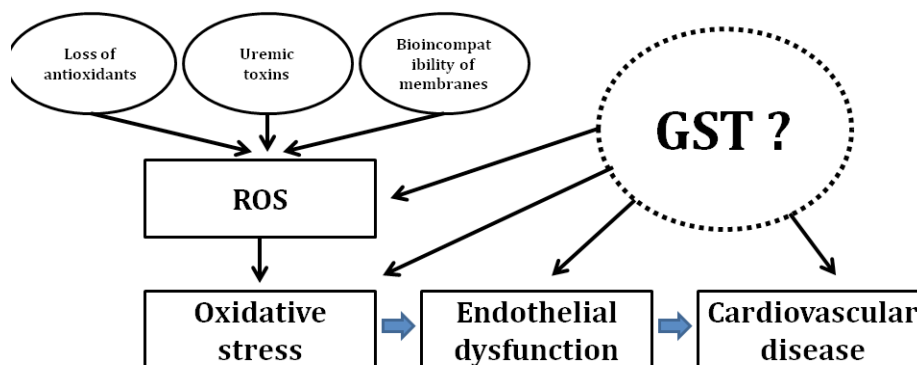 Loss of
antioxidants
Uremic
toxins
Bioincompat
ibility of
membranes
GST ?
ROS
Oxidative
stress
Endothelial
dysfunction
Cardiovascular
disease